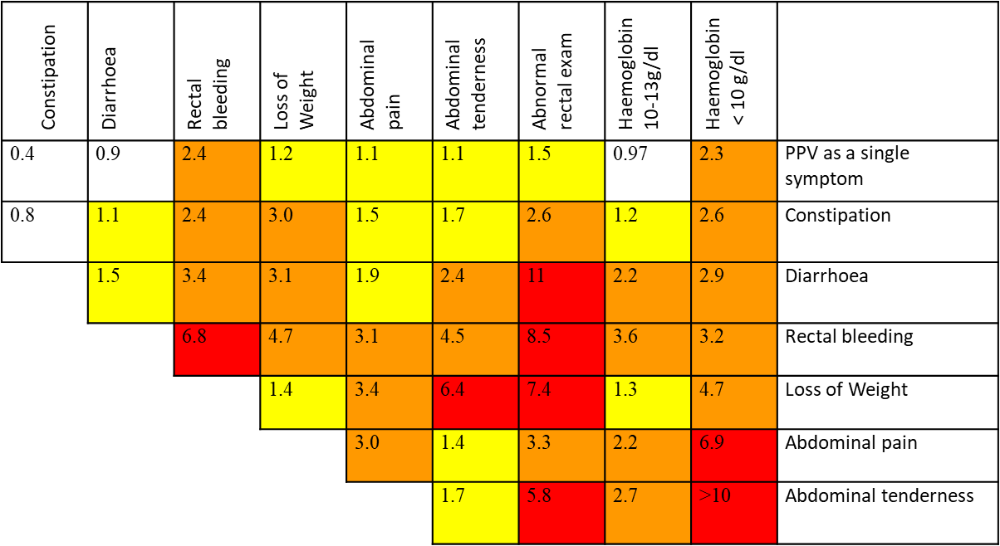 Constipation
Diarrhoea
Rectal
bleeding
Loss of
Weight
Abdominal
pain
Abdominal
tenderness
Abnormal
rectal exam
Haemoglobin
10-13g/dl
Haemoglobin
< 10 g/dl
0.4 0.9 2.4 1.2 1.1 1.1 1.5 0.97 2.3 PPV as a single
symptom
0.8 1.1 2.4 3.0 1.5 1.7 2.6 1.2 2.6 Constipation
1.5 3.4 3.1 1.9 2.4 11 2.2 2.9 Diarrhoea
6.8 4.7 3.1 4.5 8.5 3.6 3.2 Rectal bleeding
1.4 3.4 6.4 7.4 1.3 4.7 Loss of Weight
3.0 1.4 3.3 2.2 6.9 Abdominal pain
1.7 5.8 2.7 >10 Abdominal tenderness